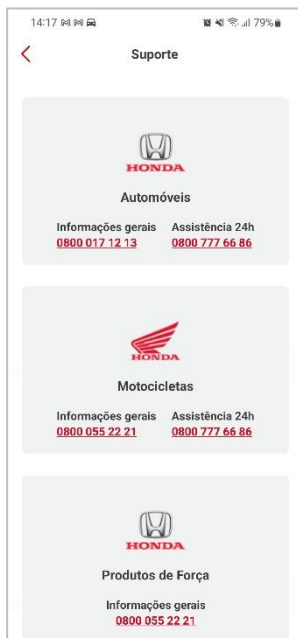 14:17 79%
Suporte
HONDA
Automóveis
Informações gerais Assistência 24h
0800 017 12 13 0800 777 66 86
HONDA
Motocicletas
Informações gerais Assistência 24h
0800 055 22 21 0800 777 66 86
HONDA
Produtos de Força
Informações gerais
0800 055 22 21